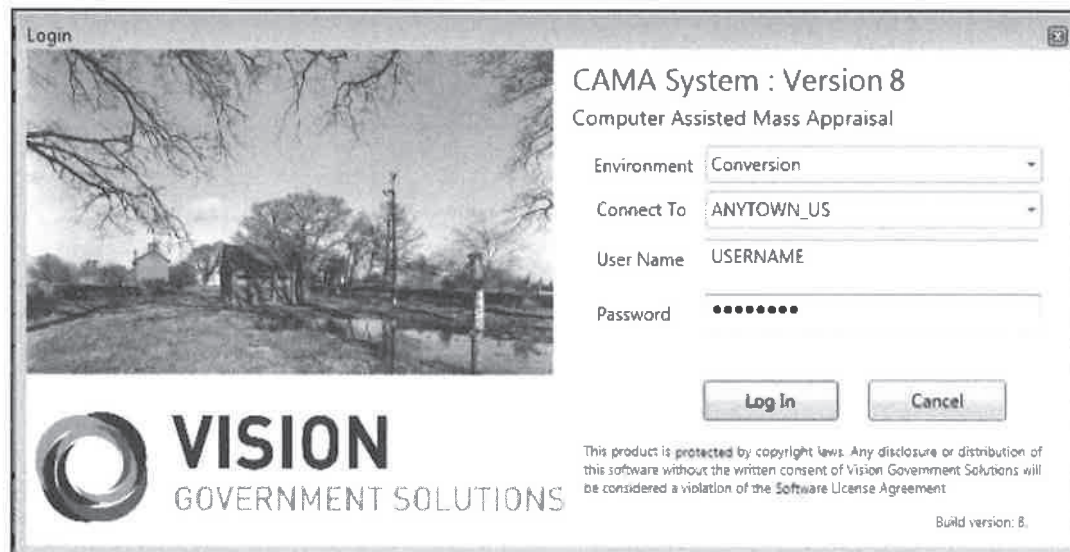 Login
CAMA System : Version 8
Computer Assisted Mass Appraisal
Environment Conversion
Connect To ANYTOWN_US
User Name USERNAME
Password ••••••••
Log In Cancel
VISION
GOVERNMENT SOLUTIONS
This product is protected by copyright laws. Any disclosure or distribution of
this software without the written consent of Vision Government Solutions will
be considered a violation of the Software License Agreement
Build version: 8.